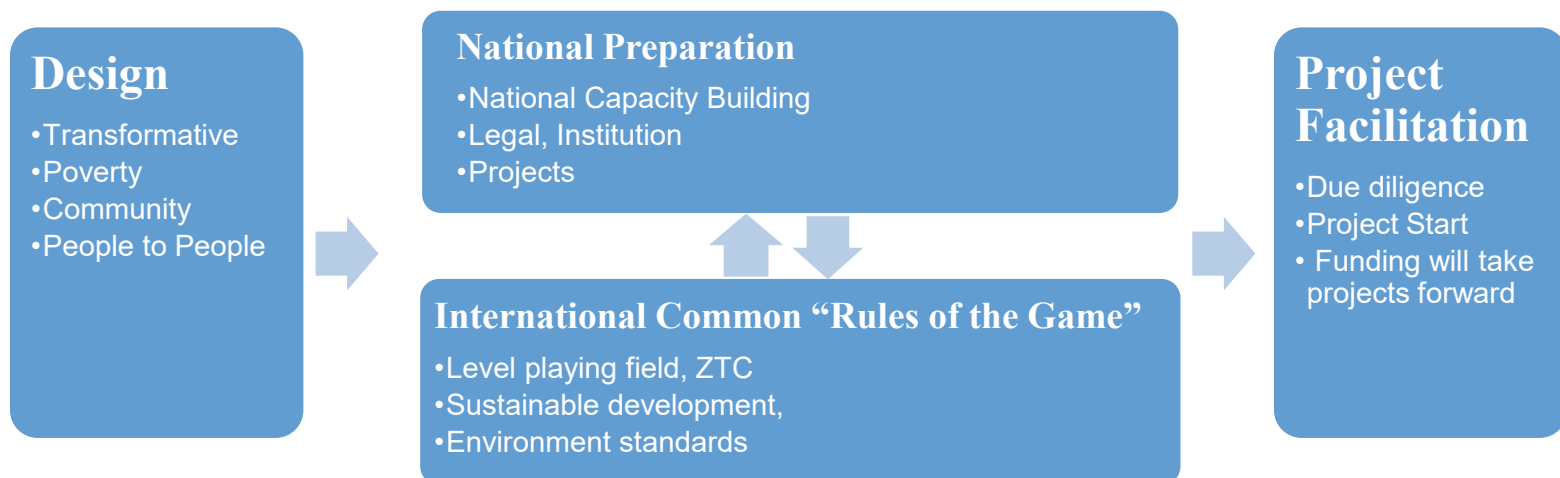 Design
•Transformative
•Poverty
•Community
•People to People
National Preparation
•National Capacity Building
•Legal, Institution
•Projects
International Common “Rules of the Game”
•Level playing field, ZTC
•Sustainable development,
•Environment standards
Project
Facilitation
•Due diligence
•Project Start
• Funding will take
projects forward